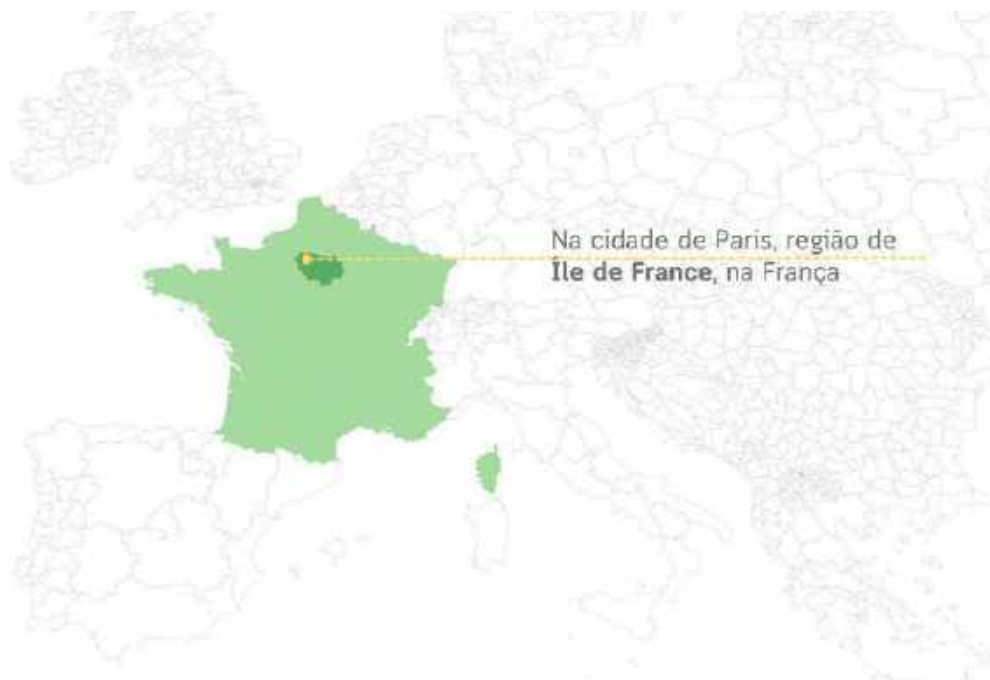 Na cidade de Paris, região de
Île de France, na França